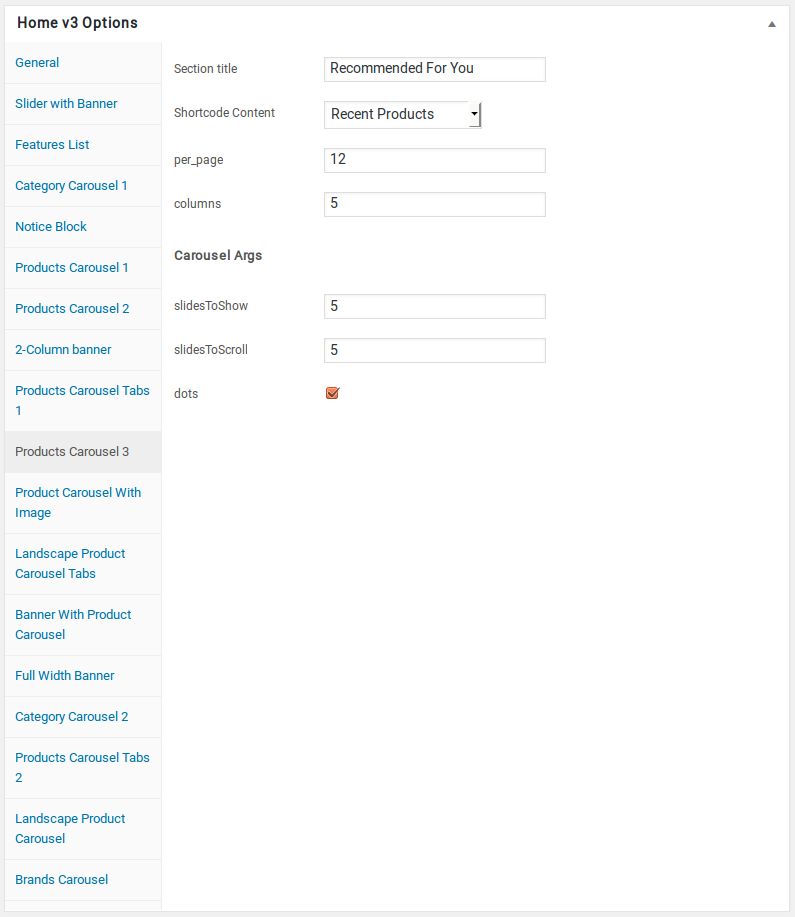 Home v3 Options
General
Slider with Banner
Features List
Category Carousel 1
Notice Block
Products Carousel 1
Products Carousel 2
2-Column banner
Products Carousel Tabs
1
Products Carousel 3
Product Carousel With
Image
Landscape Product
Carousel Tabs
Banner With Product
Carousel
Full Width Banner
Category Carousel 2
Products Carousel Tabs
2
Landscape Product
Carousel
Brands Carousel
Section title Recommended For You
Shortcode Content Recent Products
per_page 12
columns 5
Carousel Args
slidesToShow 5
slidesToScroll 5
dots